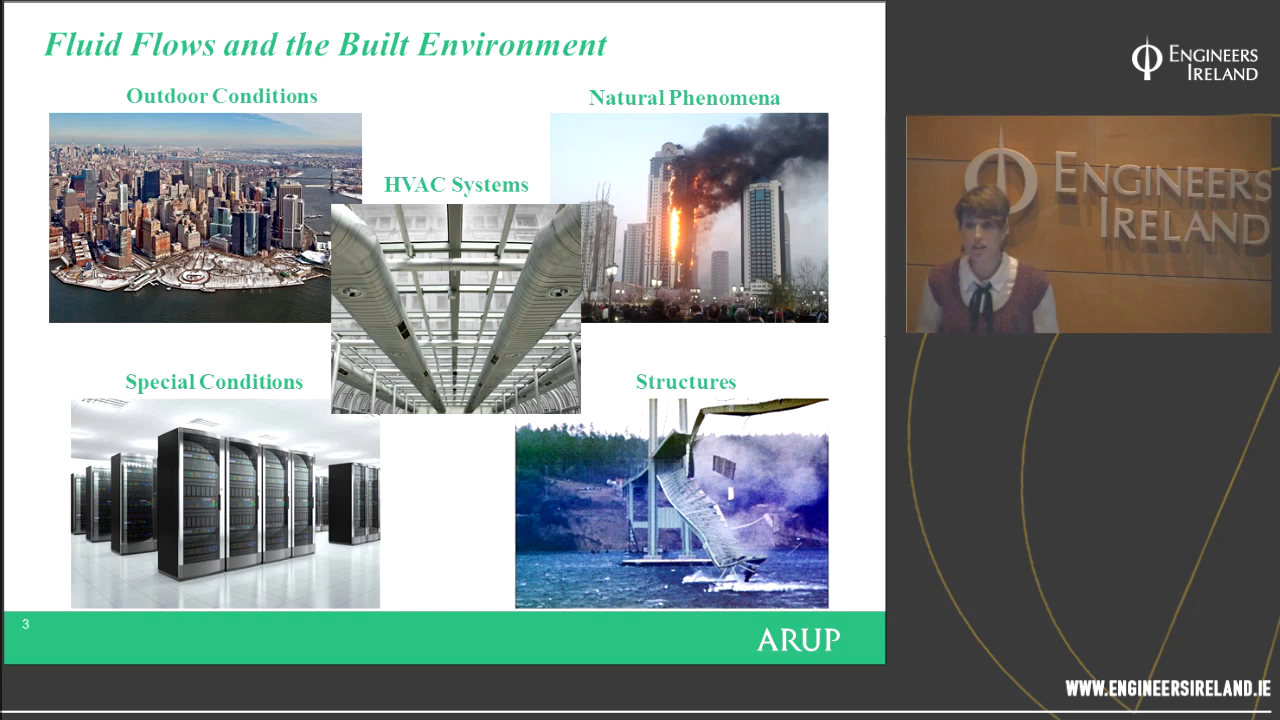 Fluid Flows and the Built Environment
Outdoor Conditions
Natural Phenomena
HVAC Systems
Special Conditions
Structures
3
ARUP
ENGINEERS
IRELAND
ENGINEERS
IRELAND
WWW.ENGINEERSIRELAND.IE